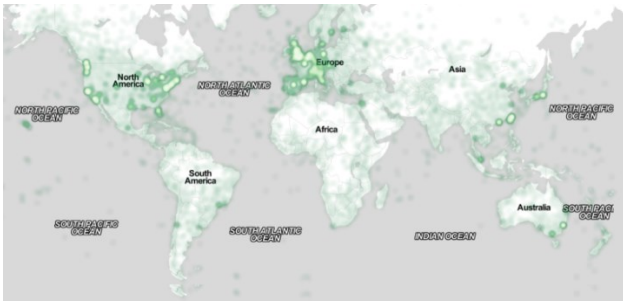 North
America
Europe
Asia
NORTH ATLANTIC
OCEAN
NORTH PACIFIC
OCEAN
NORTH PACIFIC
OCEAN
Africa
South
America
Australia
SOUTH PACIFIC
OCEAN
SOUTH ATLANTIC
OCEAN
INDIAN OCEAN
SOUTH PACI
OCEAN